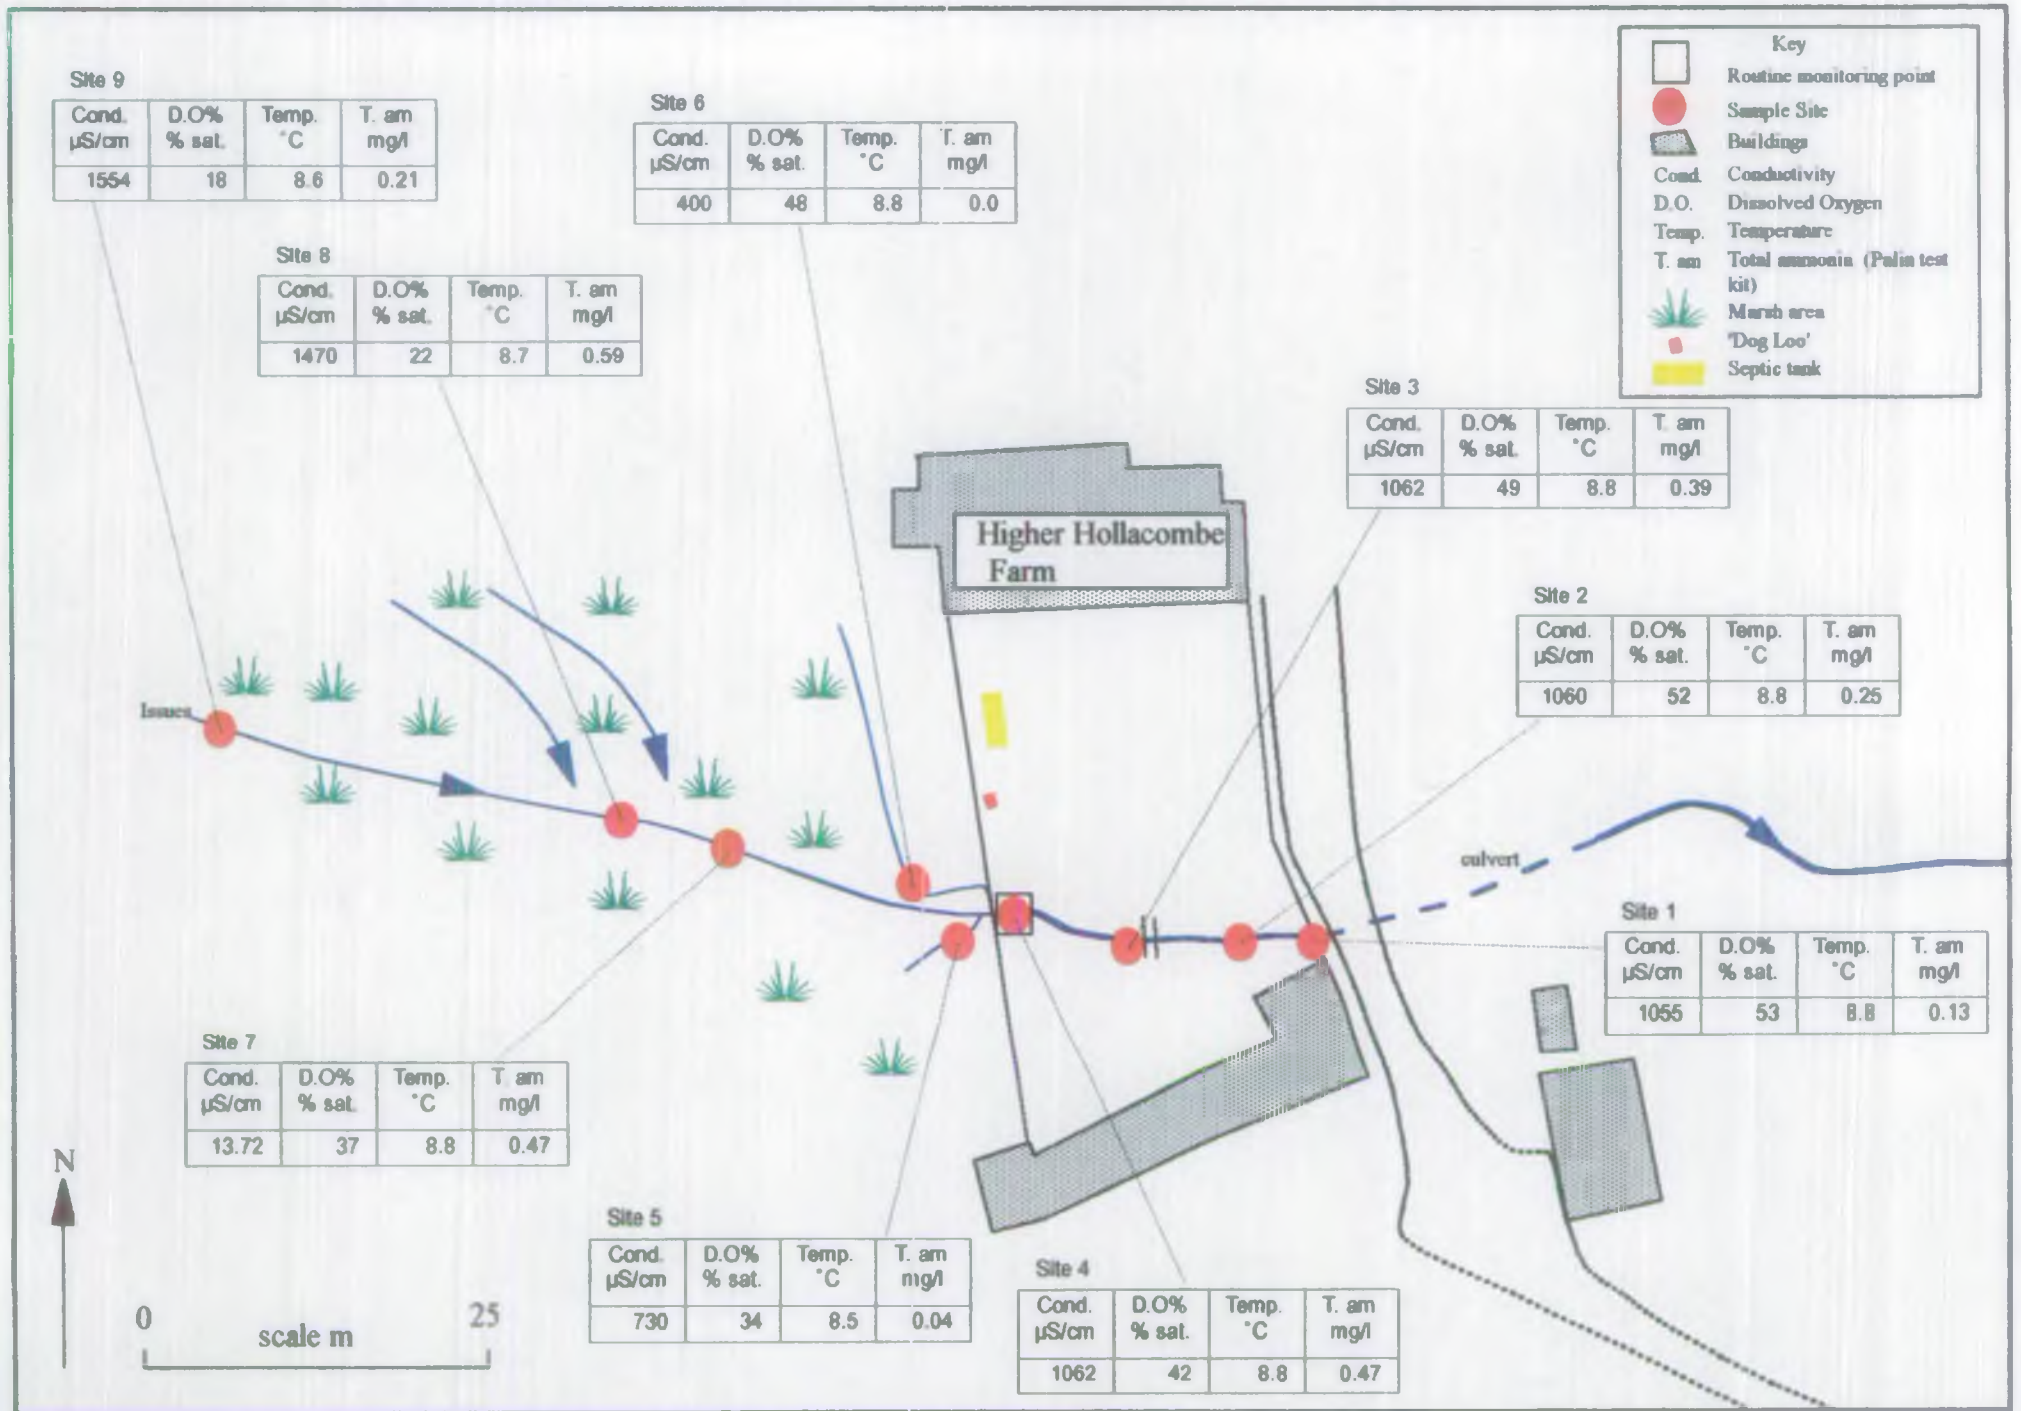 Key
Routine monitoring point
Sample Site
Buildings
Cond. Conductivity
D.O. Dissolved Oxygen
Temp. Temperature
T. am Total ammonia (Palin test
kit)
Marsh area
'Dog Loo'
Septic tank
Site 9
Cond. D.O% Temp. T. am
µS/cm % sat. °C mg/l
1554 18 8.6 0.21
Site 6
Cond. D.O% Temp. T. am
µS/cm % sat. °C mg/l
400 48 8.8 0.0
Site 8
Cond. D.O% Temp. T. am
µS/cm % sat. °C mg/l
1470 22 8.7 0.59
Site 3
Cond. D.O% Temp. T. am
µS/cm % sat. °C mg/l
1062 49 8.8 0.39
Higher Hollacombe
Farm
Site 2
Cond. D.O% Temp. T. am
µS/cm % sat. °C mg/l
1060 52 8.8 0.25
Issues
culvert
Site 1
Cond. D.O% Temp. T. am
µS/cm % sat. °C mg/l
1055 53 8.8 0.13
Site 7
Cond. D.O% Temp. T. am
µS/cm % sat. °C mg/l
13.72 37 8.8 0.47
Site 5
Cond. D.O% Temp. T. am
µS/cm % sat. °C mg/l
730 34 8.5 0.04
Site 4
Cond. D.O% Temp. T. am
µS/cm % sat. °C mg/l
1062 42 8.8 0.47
N
0 25
scale m